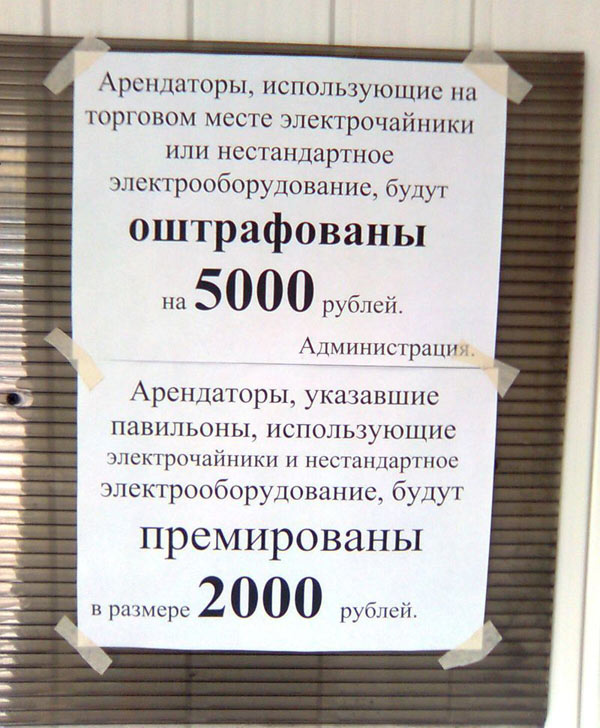 Арендаторы, использующие на
торговом месте электрочайники
или нестандартное
электрооборудование, будут
оштрафованы
на 5000 рублей.
Администрация.
Арендаторы, указавшие
павильоны, использующие
электрочайники и нестандартное
электрооборудование, будут
премированы
в размере 2000 рублей.